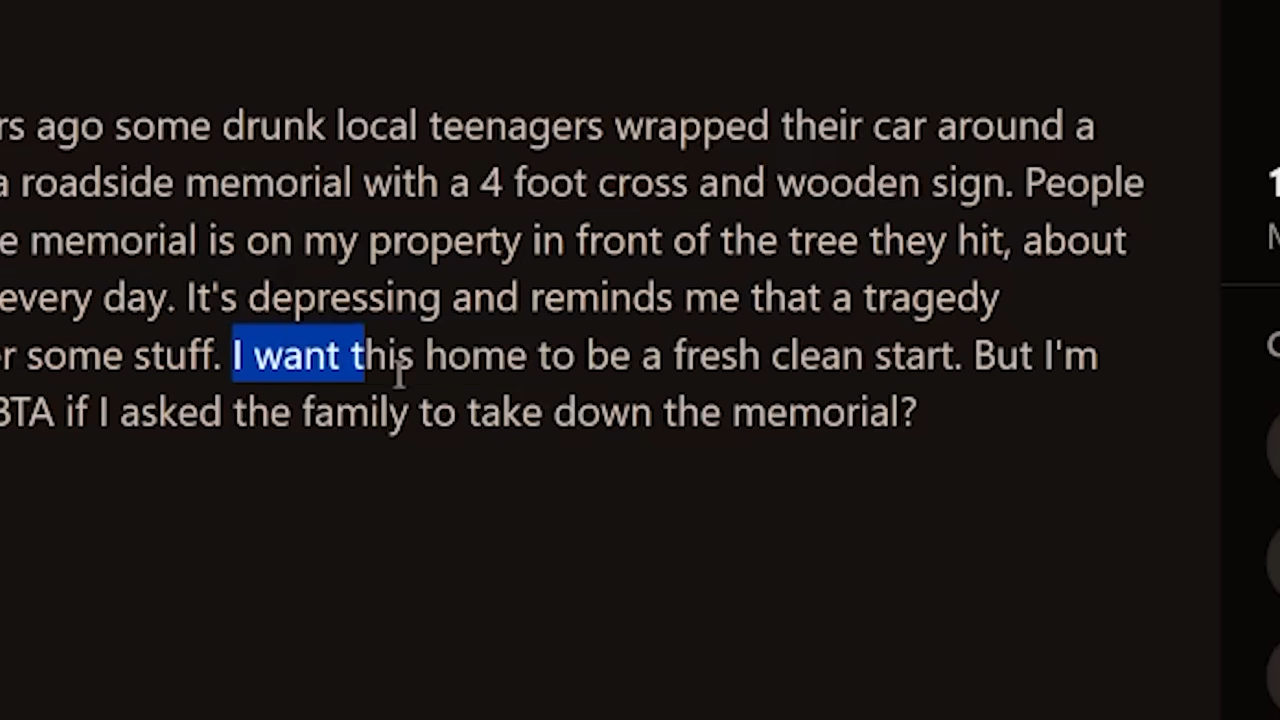 rs ago some drunk local teenagers wrapped their car around a
a roadside memorial with a 4 foot cross and wooden sign. People
e memorial is on my property in front of the tree they hit, about
every day. It's depressing and reminds me that a tragedy
er some stuff. I want this home to be a fresh clean start. But I'm
BTA if I asked the family to take down the memorial?